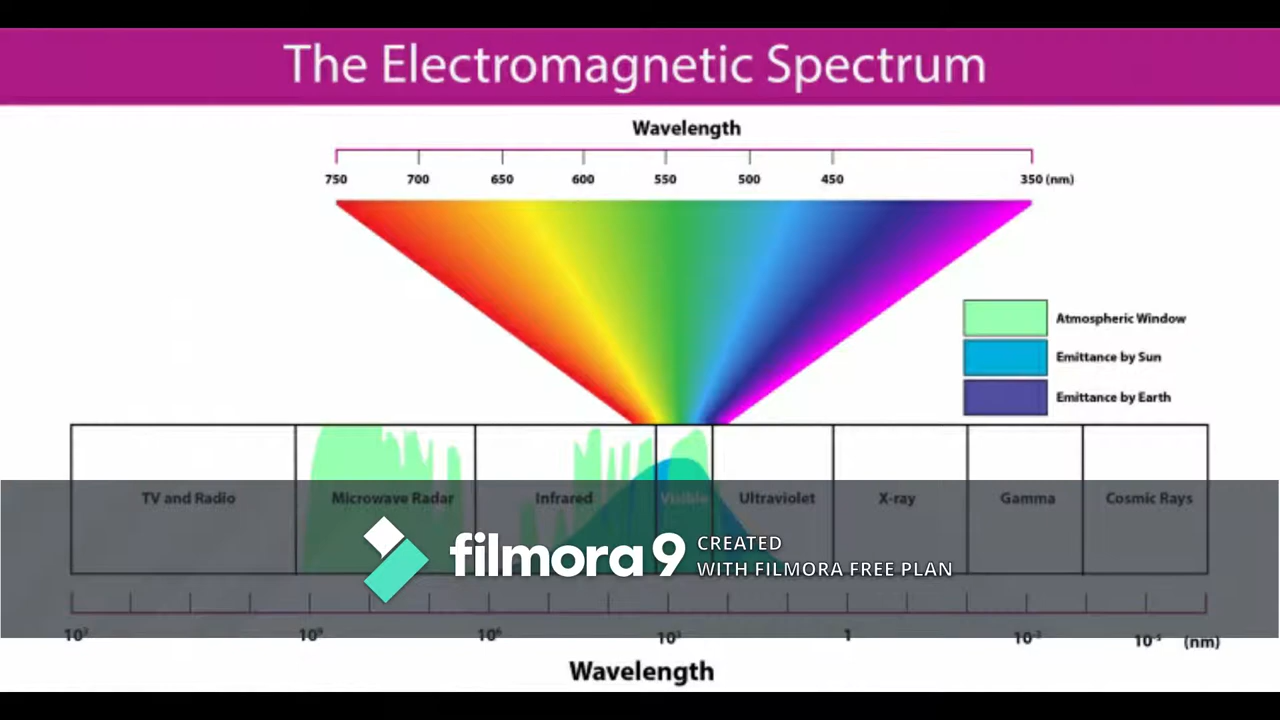 The Electromagnetic Spectrum
Wavelength
750 700 650 600 550 500 450 350 (nm)
Atmospheric Window
Emittance by Sun
Emittance by Earth
TV and Radio Microwave Radar Infrared Visible Ultraviolet X-ray Gamma Cosmic Rays
filmora9 CREATED
WITH FILMORA FREE PLAN
1 (nm)
Wavelength